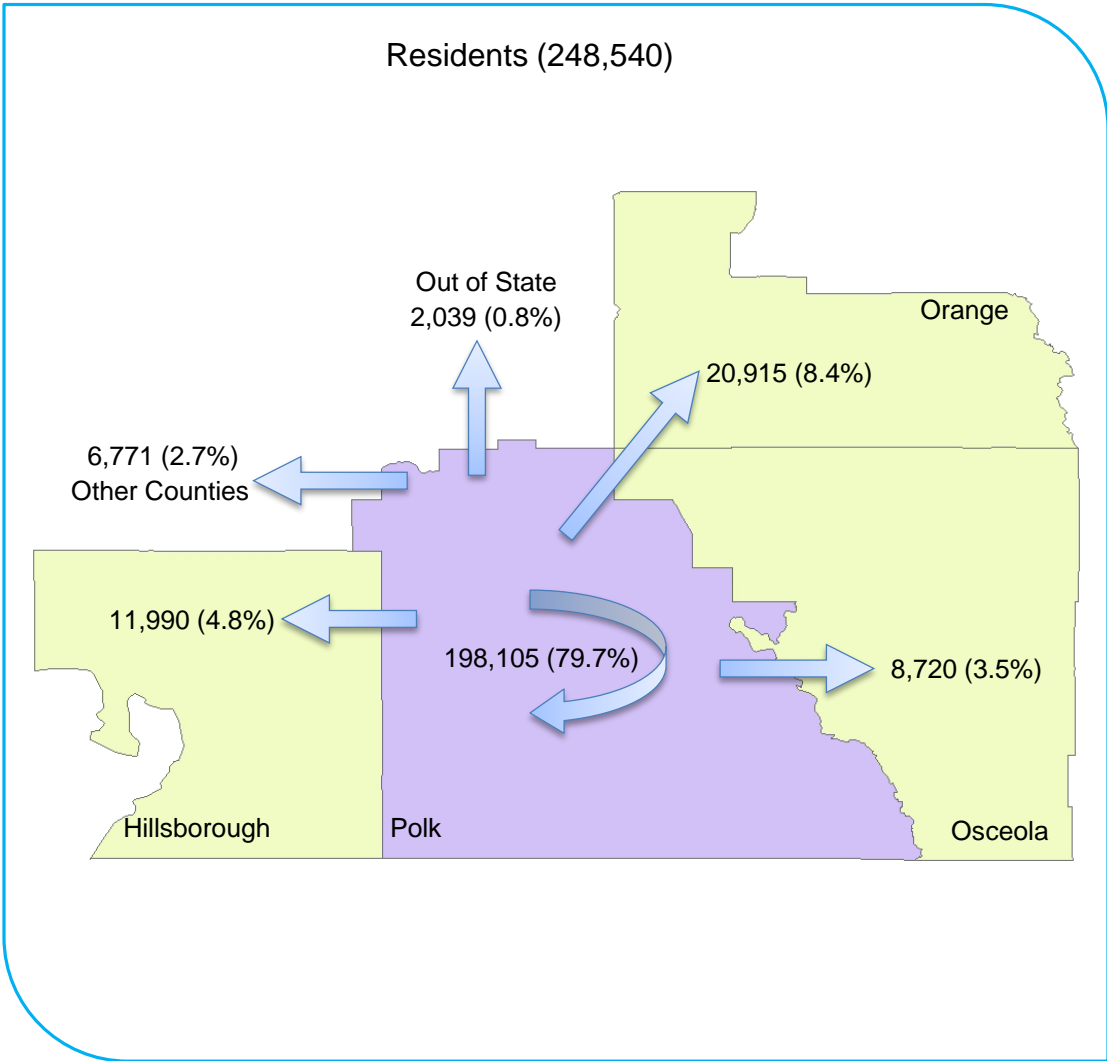 Residents (248,540)
Out of State
2,039 (0.8%)
Orange
20,915 (8.4%)
6,771 (2.7%)
Other Counties
11,990 (4.8%)
198,105 (79.7%)
8,720 (3.5%)
Hillsborough
Polk
Osceola